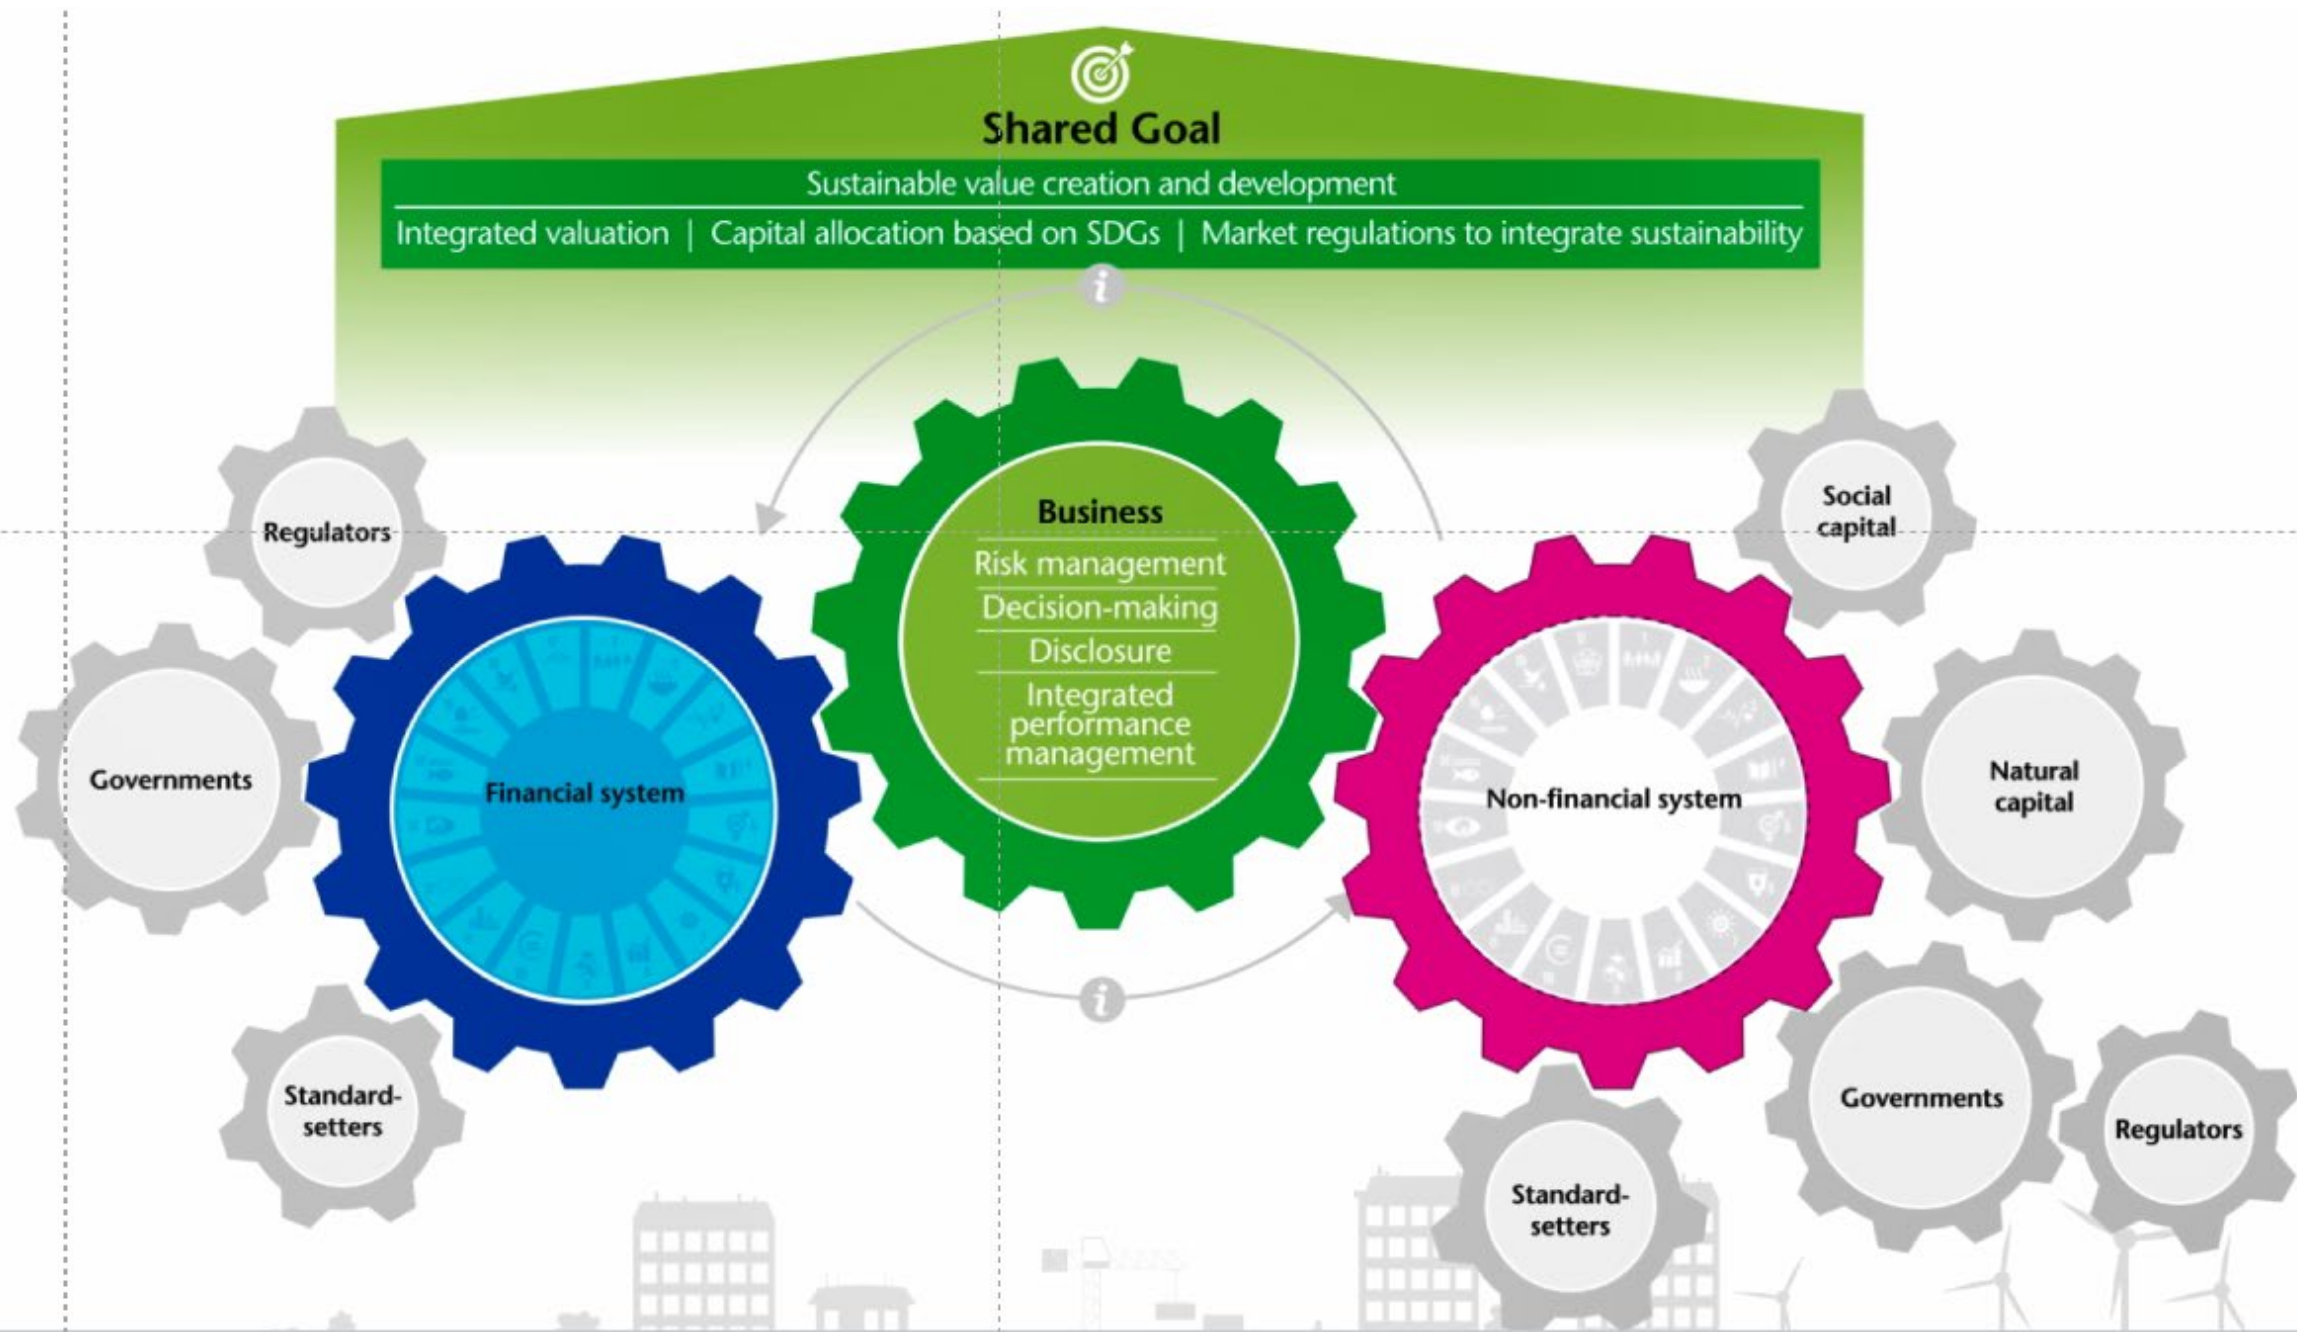 Shared Goal
Sustainable value creation and development
Integrated valuation | Capital allocation based on SDGs | Market regulations to integrate sustainability
i
Business
Risk management
Decision-making
Disclosure
Integrated
performance
management
Regulators
Governments
Financial system
Standard-
setters
i
Social
capital
Non-financial system
Natural
capital
Governments
Regulators
Standard-
setters